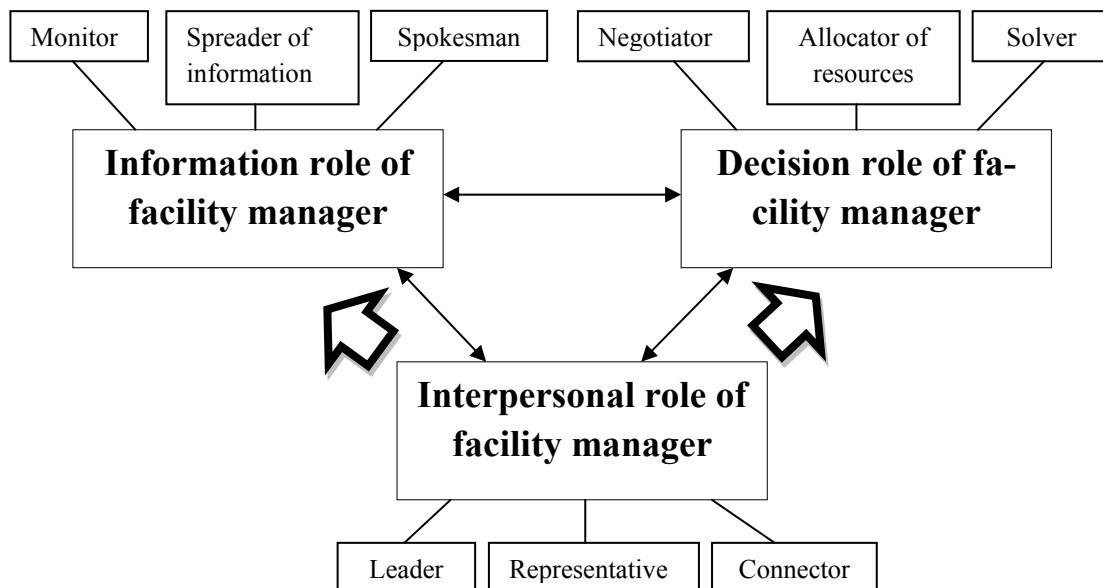 Monitor
Spreader of
information
Spokesman
Negotiator
Allocator of
resources
Solver
Information role of
facility manager
Decision role of fa-
cility manager
Interpersonal role of
facility manager
Leader
Representative
Connector